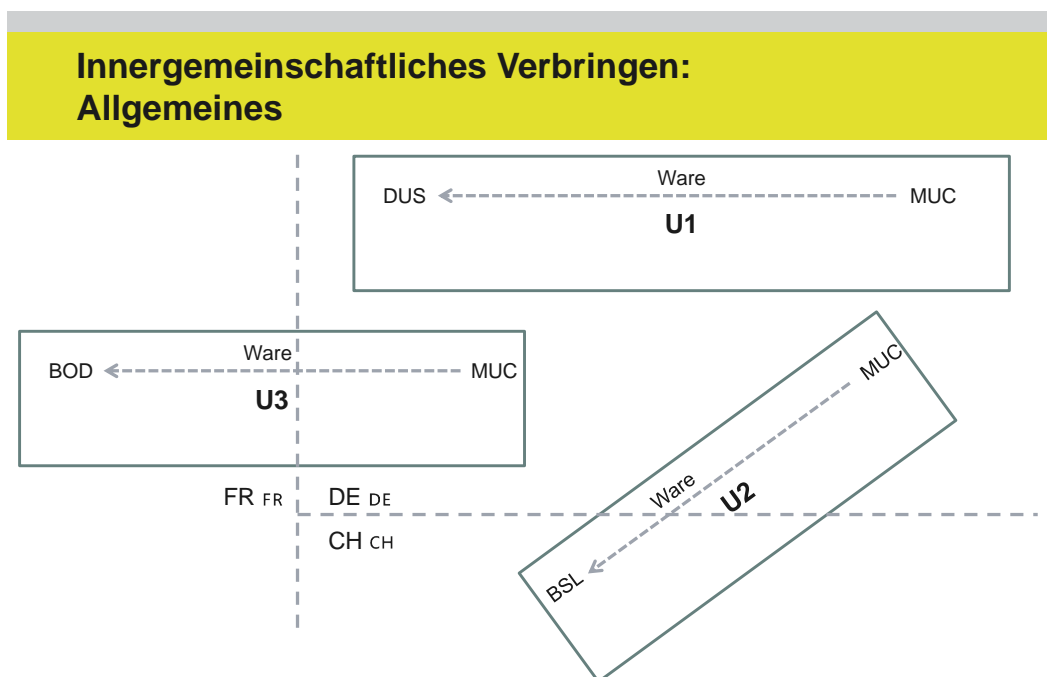 Innergemeinschaftliches Verbringen:
Allgemeines
Ware
DUS MUC
U1
Ware
BOD MUC
U3
MUC
Ware
U2
BSL
FR FR DE DE
CH CH